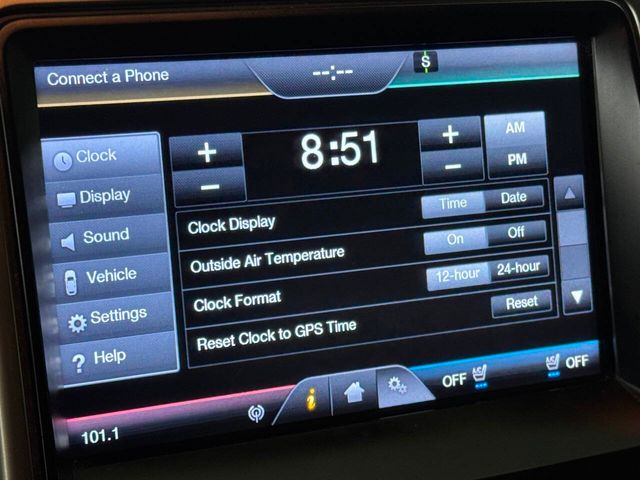 Connect a Phone
--:--
S
Clock
+ 8:51 + AM
- - PM
Display
Clock Display Time Date
Sound
Outside Air Temperature On Off
Vehicle
Clock Format 12-hour 24-hour
Settings
Reset Clock to GPS Time Reset
? Help
i
OFF A/C A/C OFF
101.1